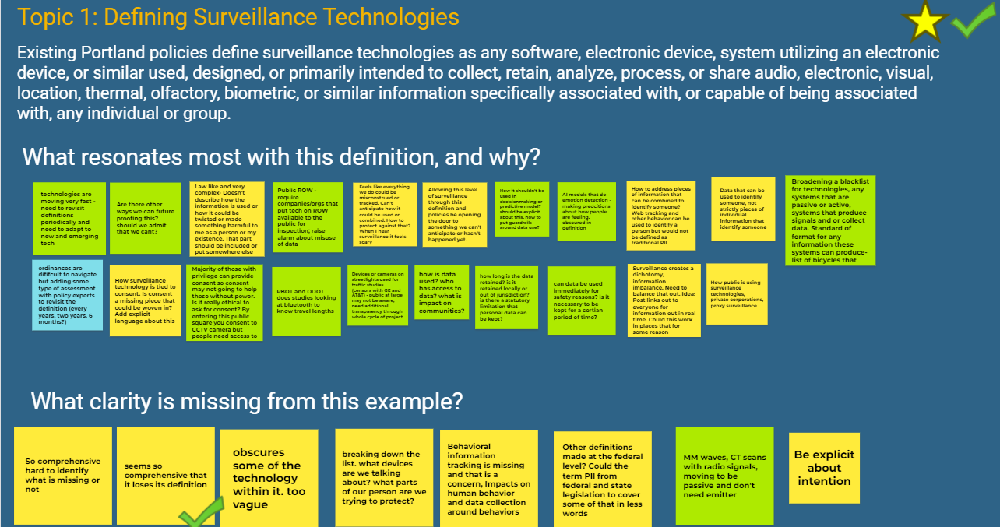 Topic 1: Defining Surveillance Technologies
Existing Portland policies define surveillance technologies as any software, electronic device, system utilizing an electronic
device, or similar used, designed, or primarily intended to collect, retain, analyze, process, or share audio, electronic, visual,
location, thermal, olfactory, biometric, or similar information specifically associated with, or capable of being associated
with, any individual or group.
What resonates most with this definition, and why?
technologies are
moving very fast -
need to revisit
definitions
periodically and
need to adapt to
new and emerging
tech
Are there other
ways we can future
proofing this?
should we admit
that we cant?
Law like and very
complex- Doesn't
describe how the
information is used or
how it could be
twisted or made
something harmful to
me as a person or my
existence. That part
should be included or
put somewhere else
Public ROW -
require
companies/orgs that
put tech on ROW
available to the
public for
inspection; raise
alarm about misuse
of data
Feels like everything
we do could be
misconstrued or
tracked. Can't
anticipate how it
could be used or
combined. How to
protect against that?
When I hear
surveillance it feels
scary
Allowing this level
of surveillance
through this
definition and
policies be opening
the door to
something we can't
anticipate or hasn't
happened yet.
How it shouldn't be
used in
decisionmaking or
predictive model?
should be explicit
about this. how to
put guardrails
around data use?
AI models that do
emotion detection -
making predcitions
about how people
are feeling.
obscured in
definition
How to address pieces
of information that
can be combined to
identify someone?
Web tracking and
other behavior can be
used to identify a
person but would not
be defined as
traditional PII
Data that can be
used to identify
someone, not
strictly pieces of
individual
information that
identify someone
Broadening a blacklist
for technologies, any
systems that are
passive or active,
systems that produce
signals and or collect
data. Standard of
format for any
information these
systems can produce-
list of bicycles that
ordinances are
dififcult to navigate
but adding some
type of assessment
with policy experts
to revisit the
definition (every
years, two years, 6
months?)
How surveillance
technology is tied to
consent. Is consent
a missing piece that
could be woven in?
Add explicit
language about this
Majority of those with
privilege can provide
consent so consent
may not going to help
those without power.
Is it really ethical to
ask for consent? By
entering this public
square you consent to
CCTV camera but
people need access to
PBOT and ODOT
does studies looking
at bluetooth to
know travel lengths
Devices or cameras on
streetlights used for
traffic studies
(censors with GE and
AT&T) - public at large
may not be aware,
need additional
transparency through
whole cycle of project
how is data
used? who
has access to
data? what is
impact on
communities?
how long is the data
retained? is it
retained locally or
out of jurisdiction?
is there a statutory
limitation that
personal data can
be kept?
can data be used
immediately for
safety reasons? is it
necessary to be
kept for a certian
period of time?
Surveillance creates a
dichotomy,
information
imbalance. Need to
balance that out. Idea:
Post links out to
everyone for
information out in real
time. Could this work
in places that for
some reason
How public is using
surveillance
technologies,
private corporations,
proxy surveillance
What clarity is missing from this example?
So comprehensive
hard to identify
what is missing or
not
seems so
comprehensive that
it loses its definition
obscures
some of the
technology
within it. too
vague
breaking down the
list. what devices
are we talking
about? what parts
of our person are we
trying to protect?
Behavioral
information
tracking is missing
and that is a
concern, Impacts on
human behavior
and data collection
around behaviors
Other definitions
made at the federal
level? Could the
term PII from
federal and state
legislation to cover
some of that in less
words
MM waves, CT scans
with radio signals,
moving to be
passive and don't
need emitter
Be explicit
about
intention